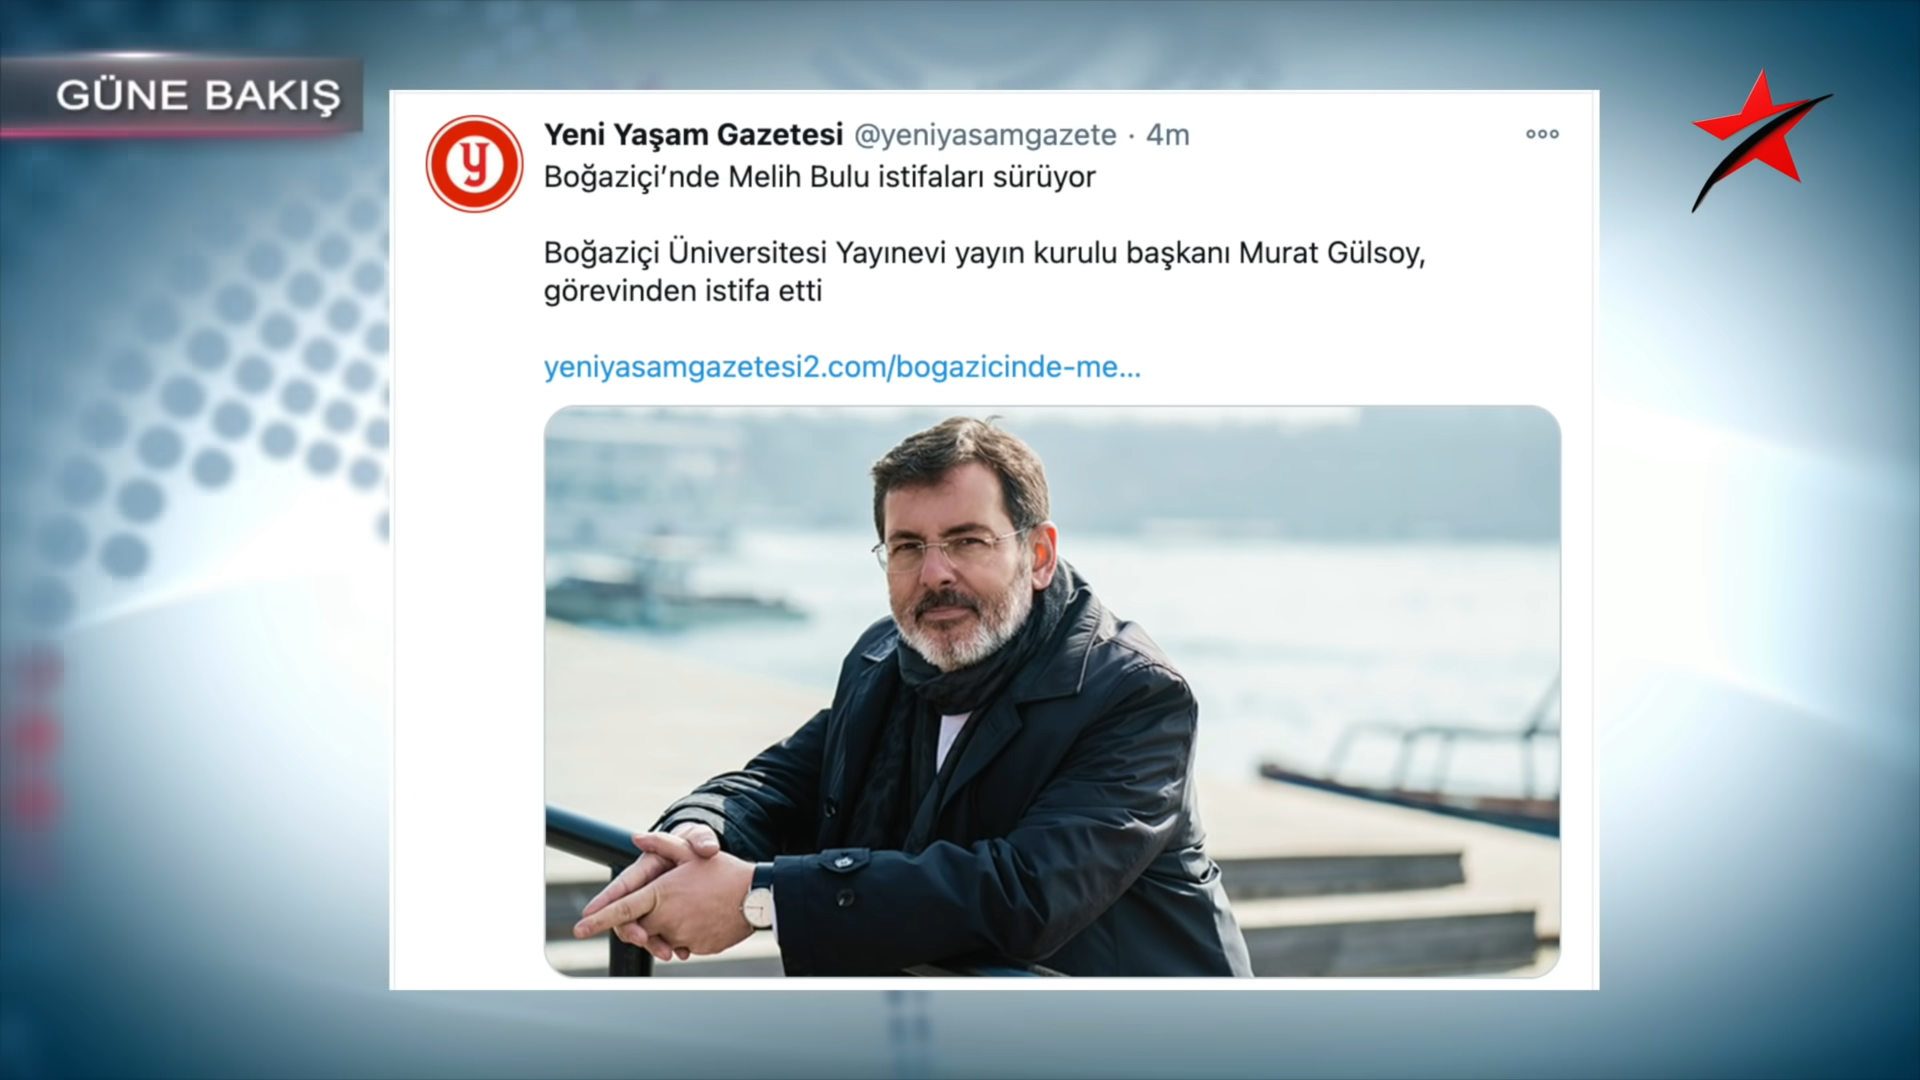 GÜNE BAKIŞ
y
Yeni Yaşam Gazetesi @yeniyasamgazete · 4m
Boğaziçi’nde Melih Bulu istifaları sürüyor
Boğaziçi Üniversitesi Yayınevi yayın kurulu başkanı Murat Gülsoy,
görevinden istifa etti
yeniyasamgazetesi2.com/bogazicinde-me...